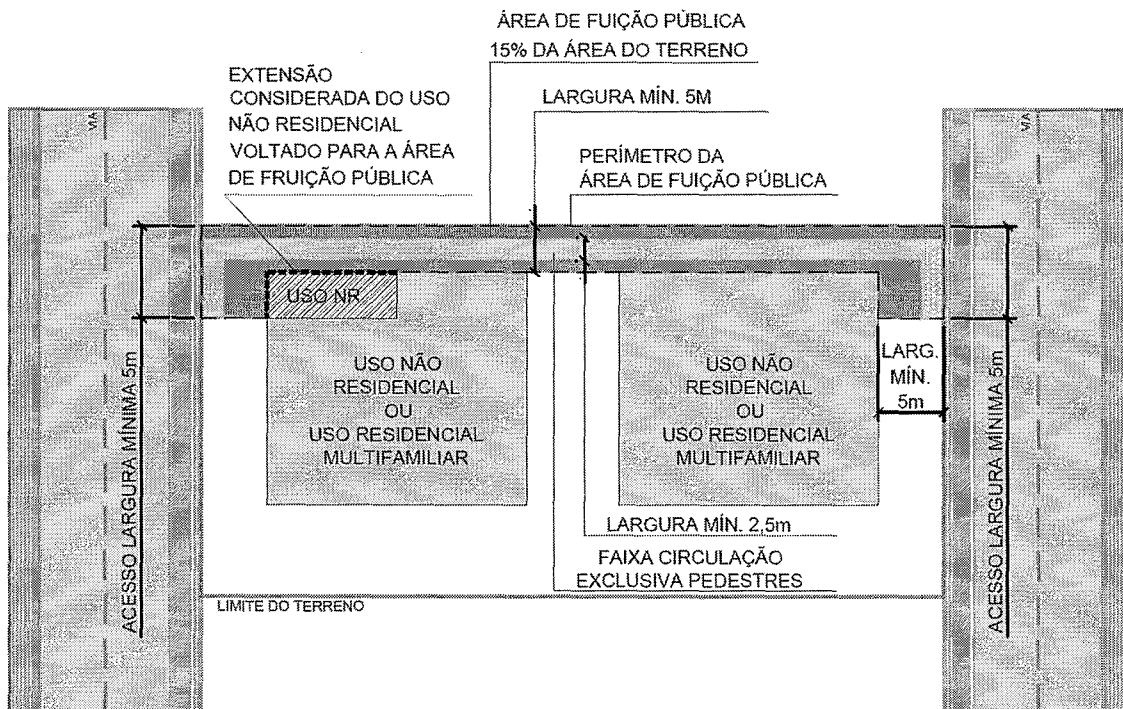 ÁREA DE FUIÇÃO PÚBLICA
15% DA ÁREA DO TERRENO
EXTENSÃO
CONSIDERADA DO USO
NÃO RESIDENCIAL
VOLTADO PARA A ÁREA
DE FRUIÇÃO PÚBLICA
LARGURA MÍN. 5M
PERÍMETRO DA
ÁREA DE FUIÇÃO PÚBLICA
VIA
VIA
USO NR
USO NÃO
RESIDENCIAL
OU
USO RESIDENCIAL
MULTIFAMILIAR
USO NÃO
RESIDENCIAL
OU
USO RESIDENCIAL
MULTIFAMILIAR
LARG.
MÍN.
5m
ACESSO LARGURA MÍNIMA 5m
ACESSO LARGURA MÍNIMA 5m
LARGURA MÍN. 2,5m
FAIXA CIRCULAÇÃO
EXCLUSIVA PEDESTRES
LIMITE DO TERRENO